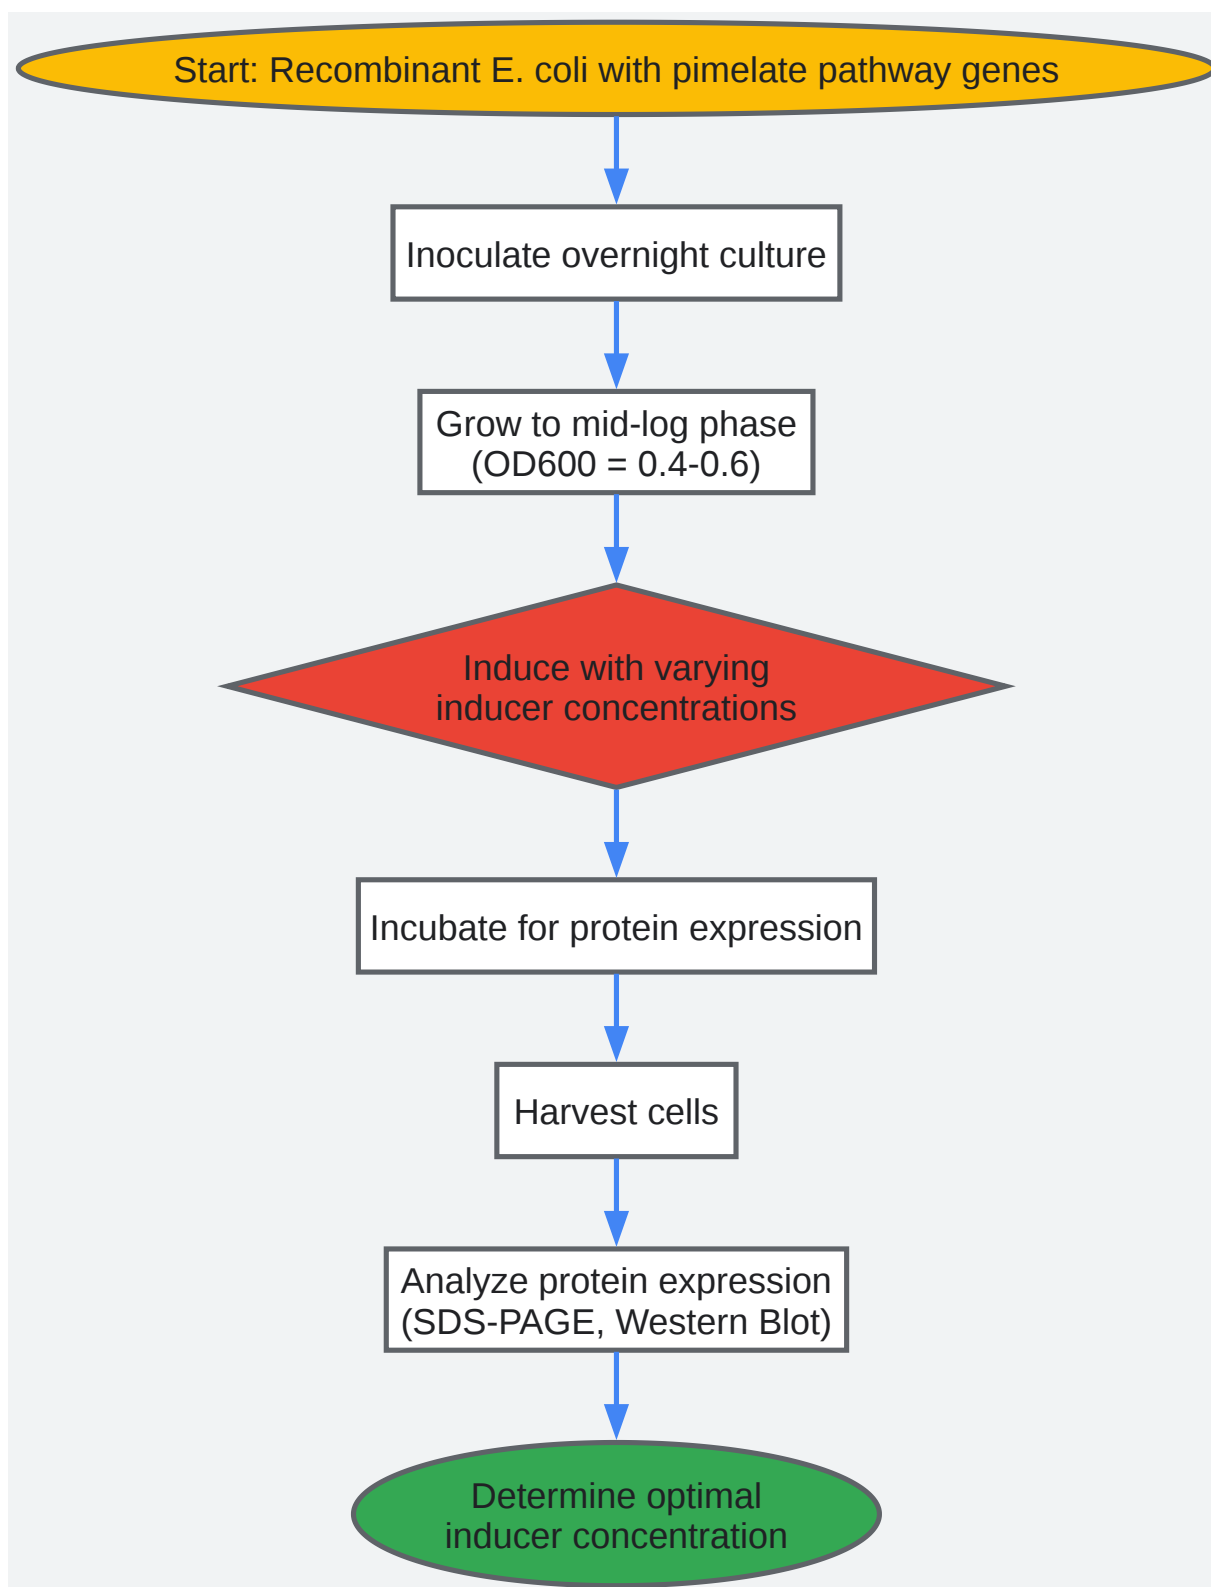 Start: Recombinant E. coli with pimelate pathway genes
Inoculate overnight culture
Grow to mid-log phase
(OD600 = 0.4-0.6)
Induce with varying
inducer concentrations
Incubate for protein expression
Harvest cells
Analyze protein expression
(SDS-PAGE, Western Blot)
Determine optimal
inducer concentration